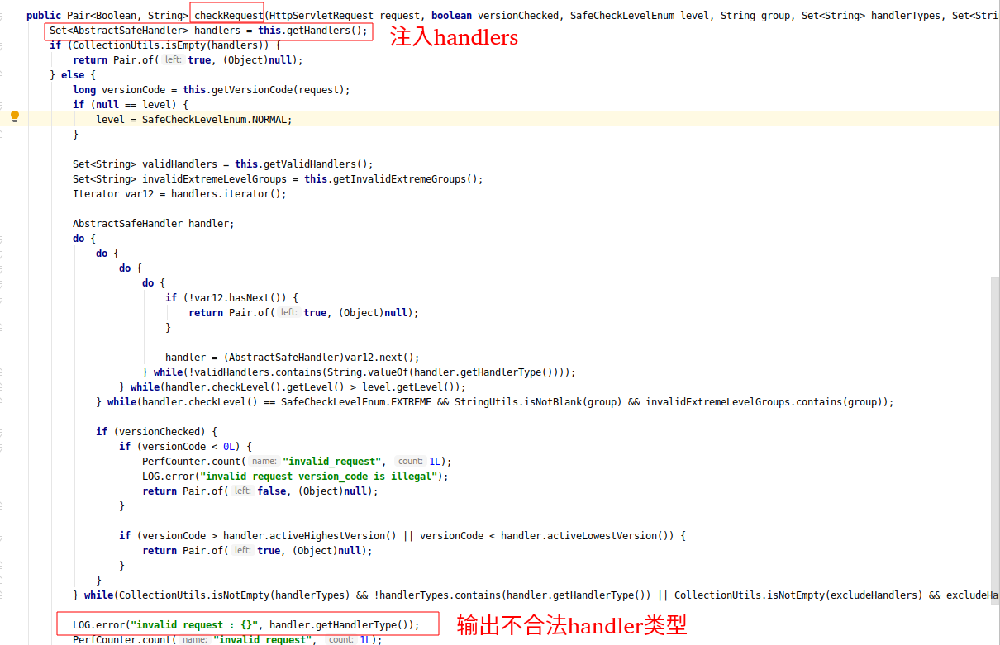 public Pair<Boolean, String> checkRequest(HttpServletRequest request, boolean versionChecked, SafeCheckLevelEnum level, String group, Set<String> handlerTypes, Set<Stri
Set<AbstractSafeHandler> handlers = this.getHandlers(); 注入handlers
if (CollectionUtils.isEmpty(handlers)) {
return Pair.of( left: true, (Object)null);
} else {
long versionCode = this.getVersionCode(request);
if (null == level) {
level = SafeCheckLevelEnum.NORMAL;
}
Set<String> validHandlers = this.getValidHandlers();
Set<String> invalidExtremeLevelGroups = this.getInvalidExtremeGroups();
Iterator var12 = handlers.iterator();
AbstractSafeHandler handler;
do {
do {
do {
do {
if (!var12.hasNext()) {
return Pair.of( left: true, (Object)null);
}
handler = (AbstractSafeHandler)var12.next();
} while(!validHandlers.contains(String.valueOf(handler.getHandlerType())));
} while(handler.checkLevel().getLevel() > level.getLevel());
} while(handler.checkLevel() == SafeCheckLevelEnum.EXTREME && StringUtils.isNotBlank(group) && invalidExtremeLevelGroups.contains(group));
if (versionChecked) {
if (versionCode < 0L) {
PerfCounter.count( name: "invalid_request", count: 1L);
LOG.error("invalid request version_code is illegal");
return Pair.of( left: false, (Object)null);
}
if (versionCode > handler.activeHighestVersion() || versionCode < handler.activeLowestVersion()) {
return Pair.of( left: true, (Object)null);
}
}
} while(CollectionUtils.isNotEmpty(handlerTypes) && !handlerTypes.contains(handler.getHandlerType()) || CollectionUtils.isNotEmpty(excludeHandlers) && excludeHa
LOG.error("invalid request : {}", handler.getHandlerType()); 输出不合法handler类型
PerfCounter.count( name: "invalid_request", count: 1L);